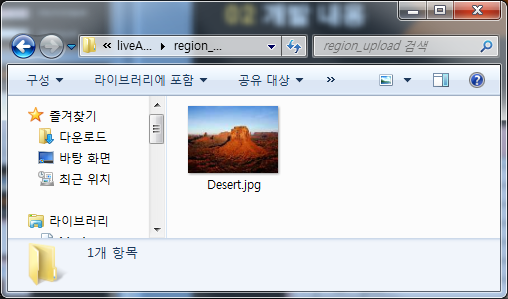 02 개발 내용
« liveA... ▸ region_...
region_upload 검색
구성 라이브러리에 포함 공유 대상 »
즐겨찾기
다운로드
바탕 화면
최근 위치
라이브러리
Desert.jpg
1개 항목